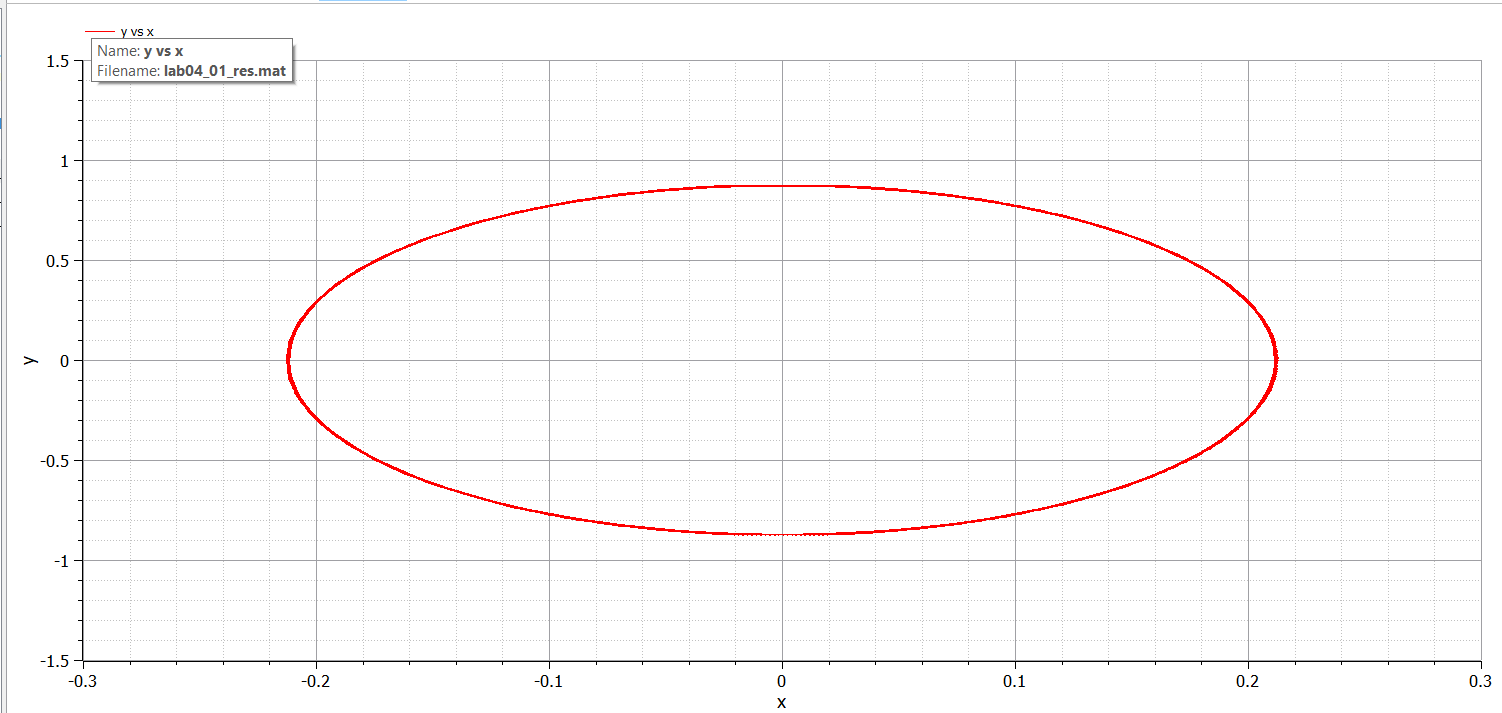 y vs x
Name: y vs x
Filename: lab04_01_res.mat
1.5
1
0.5
0
-0.5
-1
-1.5
y
-0.3 -0.2 -0.1 0 0.1 0.2 0.3
x